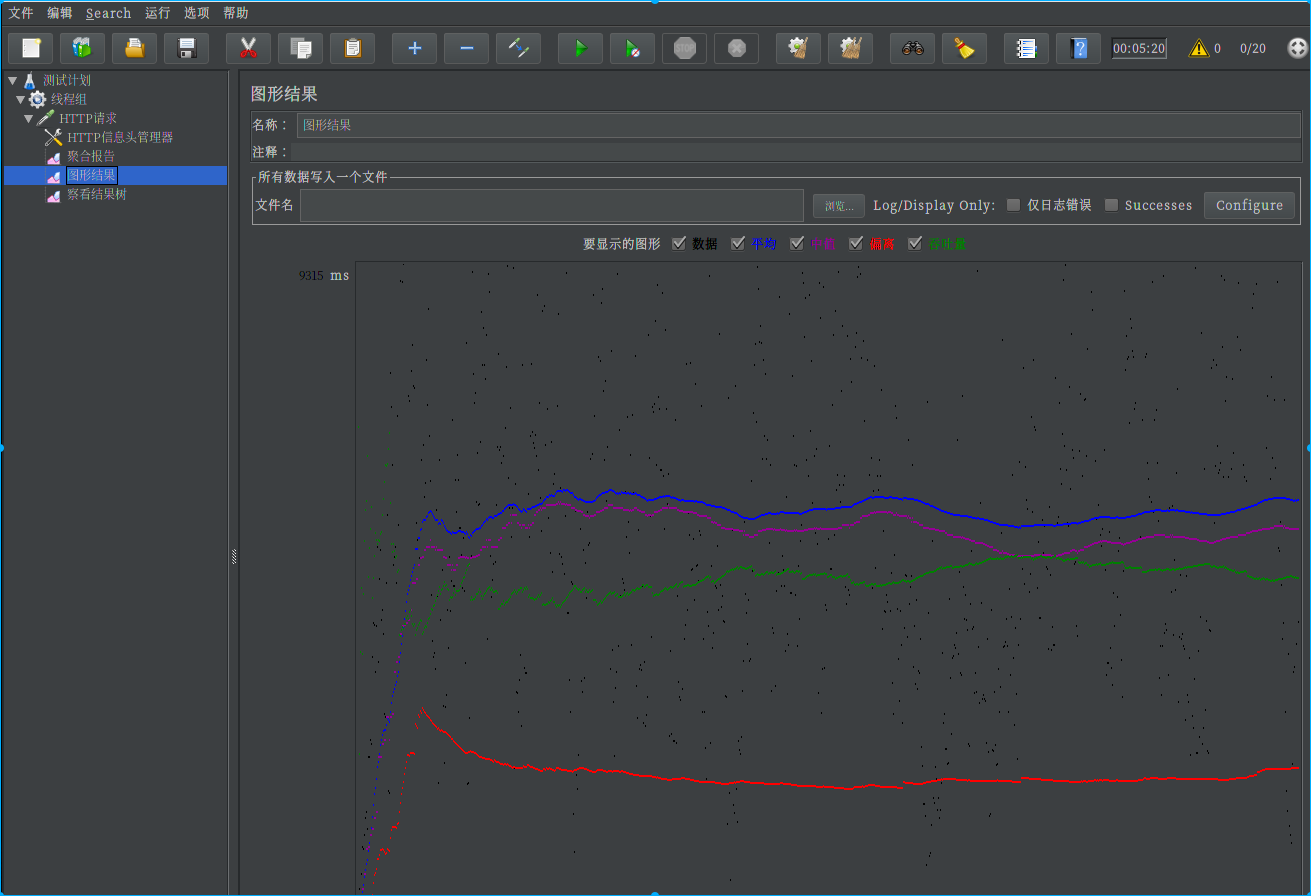 文件 编辑 Search 运行 选项 帮助
STOP 00:05:20 0 0/20
测试计划
线程组
HTTP请求
HTTP信息头管理器
聚合报告
图形结果
察看结果树
图形结果
名称： 图形结果
注释：
所有数据写入一个文件
文件名 浏览... Log/Display Only: 仅日志错误 Successes Configure
要显示的图形 数据 平均 中值 偏离 吞吐量
9315 ms